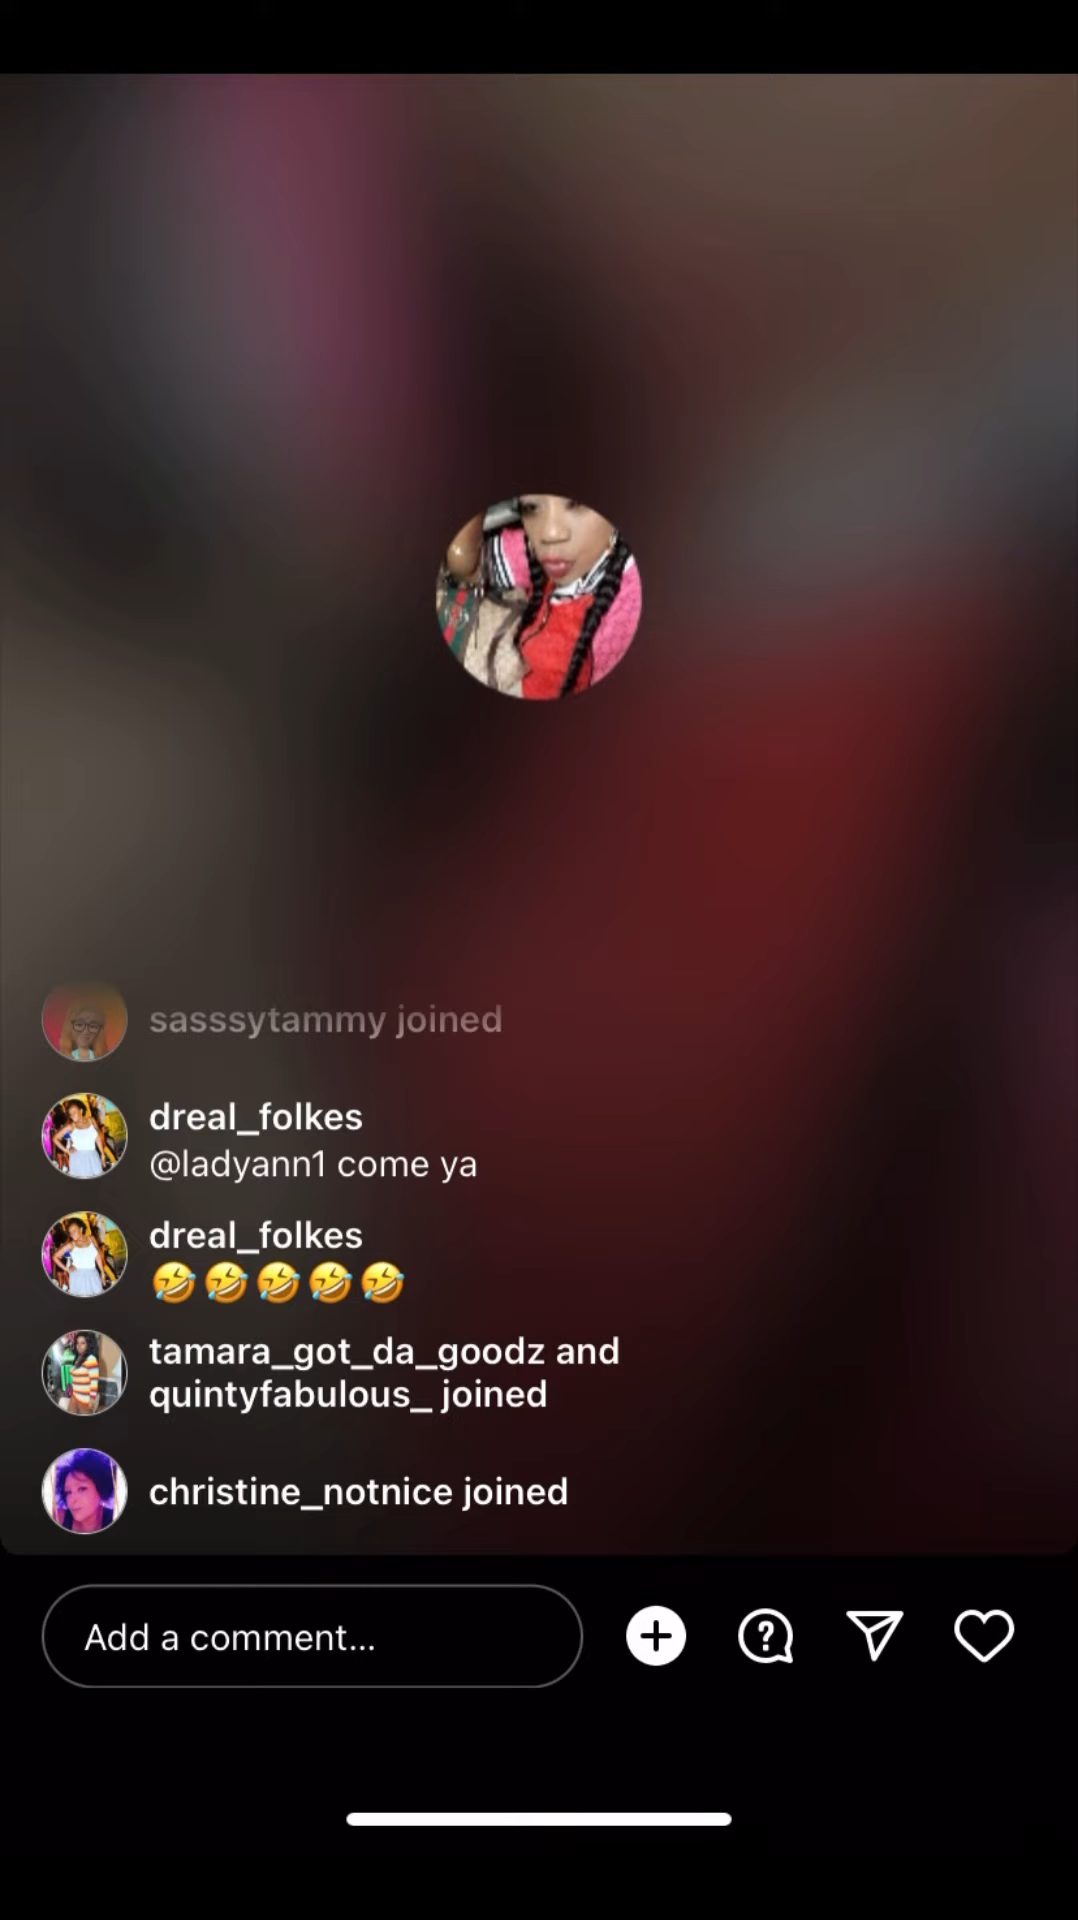 sasssytammy joined
dreal_folkes
@ladyann1 come ya
dreal_folkes
🤣🤣🤣🤣🤣
tamara_got_da_goodz and
quintyfabulous_ joined
christine_notnice joined
Add a comment...